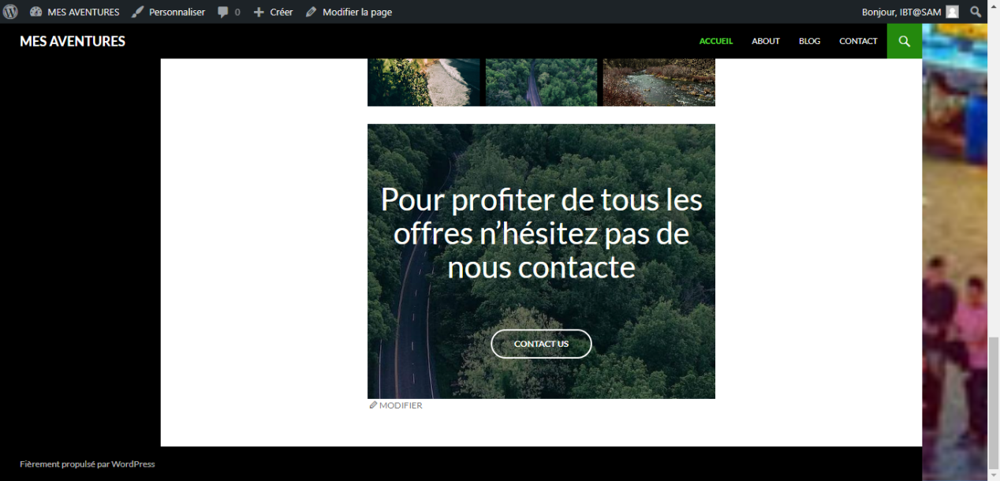 MES AVENTURES Personnaliser 0 Créer Modifier la page Bonjour, IBT@SAM
MES AVENTURES ACCUEIL ABOUT BLOG CONTACT
Pour profiter de tous les
offres n’hésitez pas de
nous contacte
CONTACT US
MODIFIER
Fièrement propulsé par WordPress